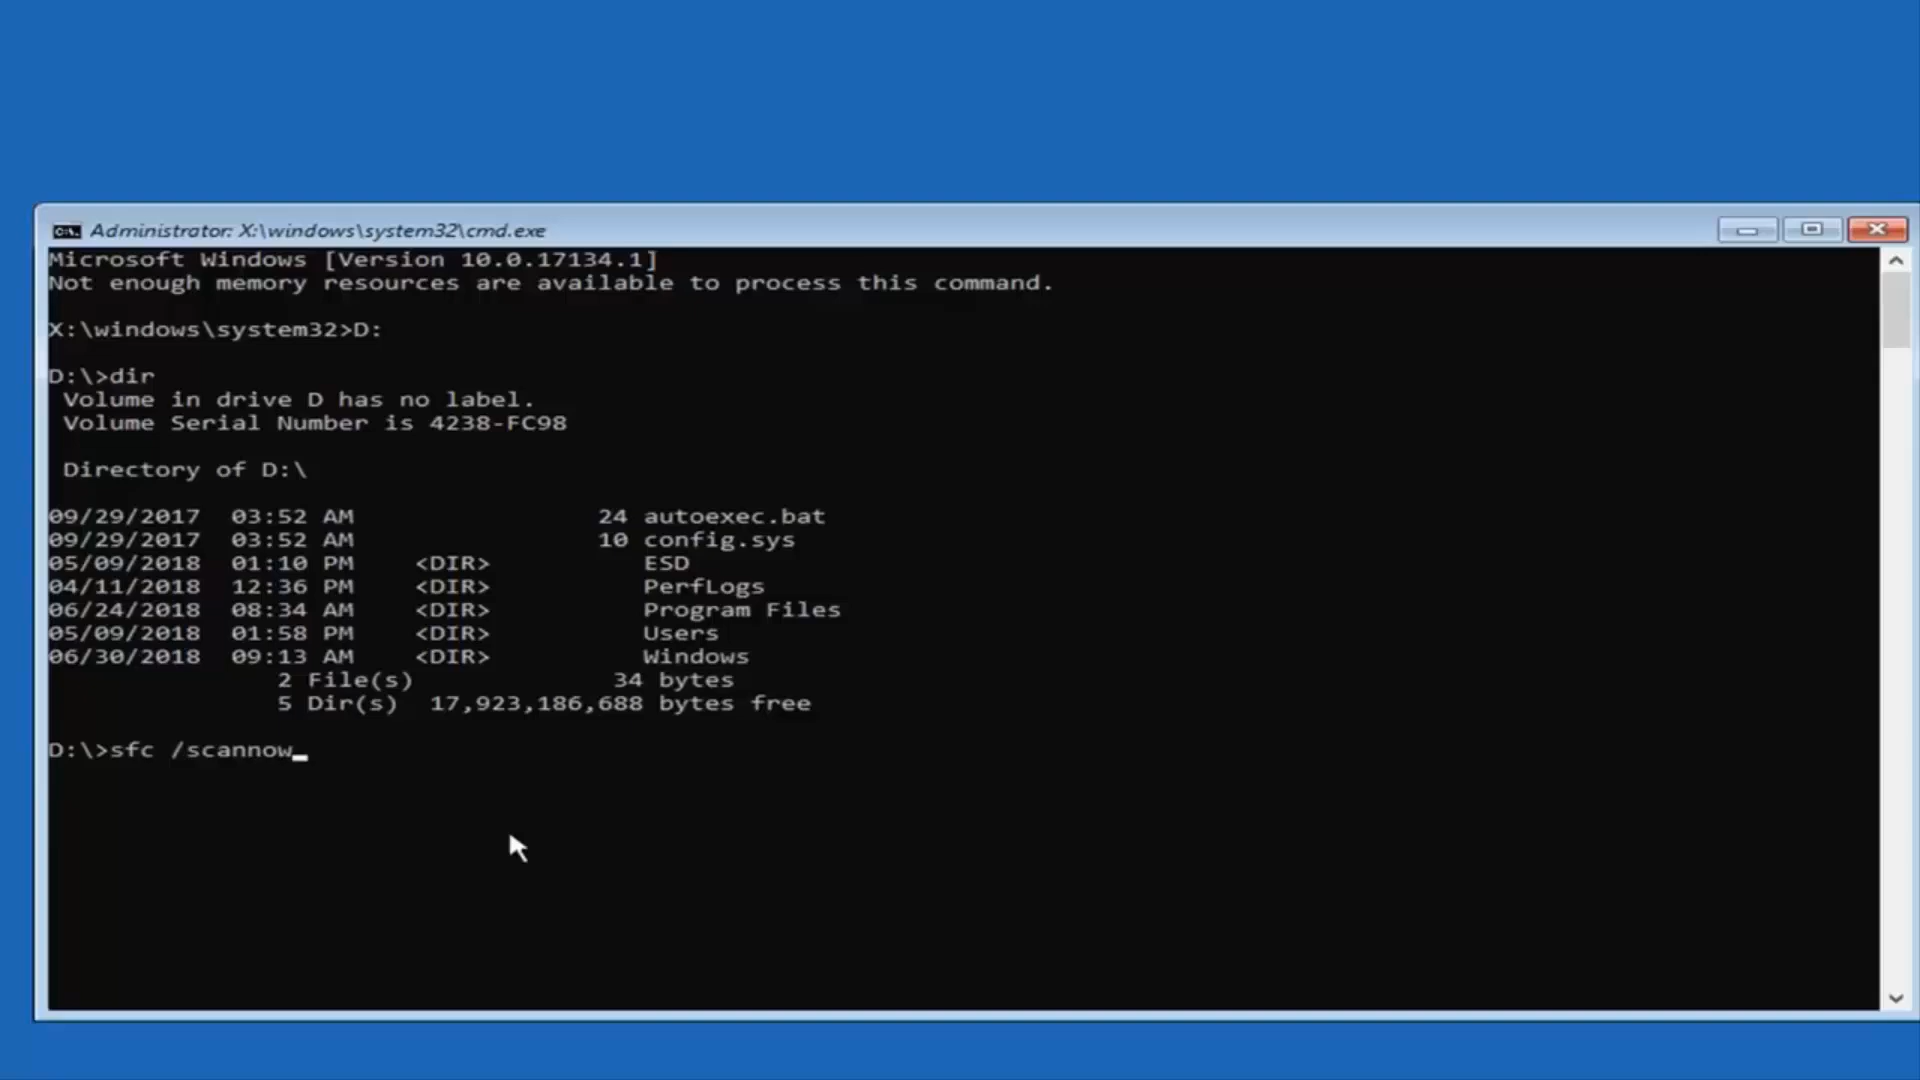 Administrator: X:\windows\system32\cmd.exe
Microsoft Windows [Version 10.0.17134.1]
Not enough memory resources are available to process this command.
X:\windows\system32>D:
D:\>dir
Volume in drive D has no label.
Volume Serial Number is 4238-FC98
Directory of D:\
09/29/2017 03:52 AM 24 autoexec.bat
09/29/2017 03:52 AM 10 config.sys
05/09/2018 01:10 PM <DIR> ESD
04/11/2018 12:36 PM <DIR> PerfLogs
06/24/2018 08:34 AM <DIR> Program Files
05/09/2018 01:58 PM <DIR> Users
06/30/2018 09:13 AM <DIR> Windows
2 File(s) 34 bytes
5 Dir(s) 17,923,186,688 bytes free
D:\>sfc /scannow